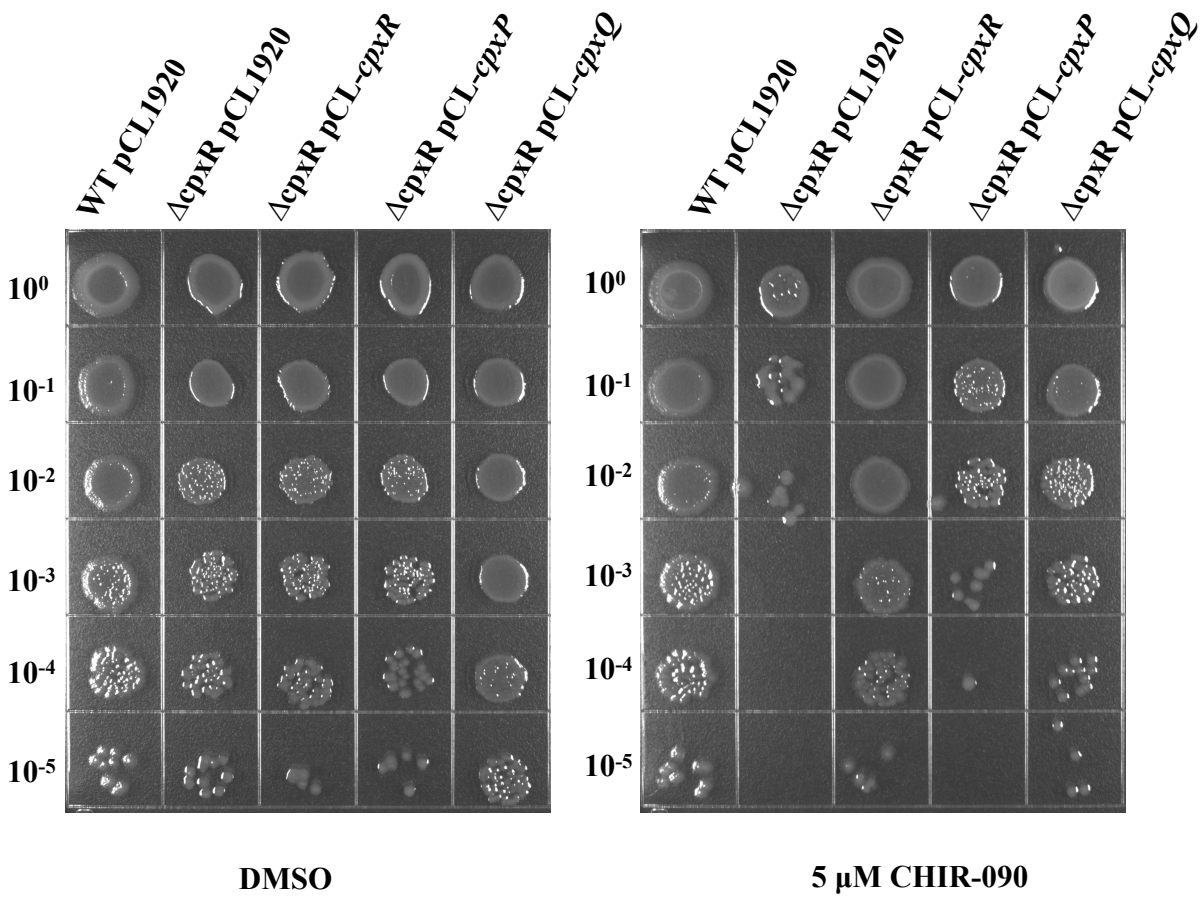 WT pCL1920
ΔcpxR pCL1920
ΔcpxR pCL-cpxR
ΔcpxR pCL-cpxP
ΔcpxR pCL-cpxQ
WT pCL1920
ΔcpxR pCL1920
ΔcpxR pCL-cpxR
ΔcpxR pCL-cpxP
ΔcpxR pCL-cpxQ
10⁰
10⁻¹
10⁻²
10⁻³
10⁻⁴
10⁻⁵
10⁰
10⁻¹
10⁻²
10⁻³
10⁻⁴
10⁻⁵
DMSO
5 µM CHIR-090